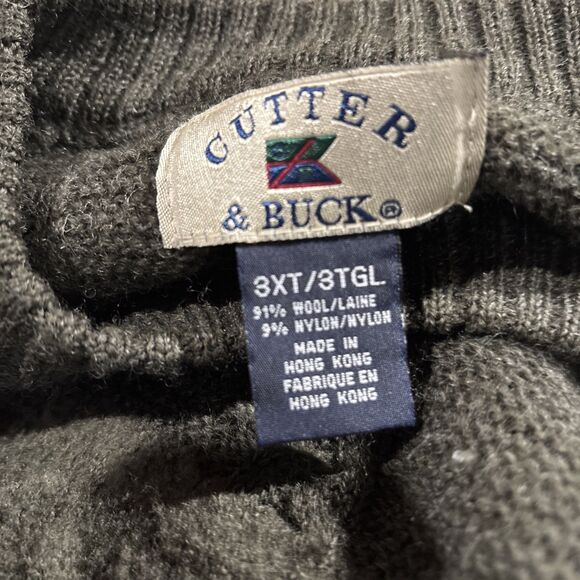 CUTTER
& BUCK®
3XT/3TGL
91% WOOL/LAINE
9% NYLON/NYLON
MADE IN
HONG KONG
FABRIQUE EN
HONG KONG